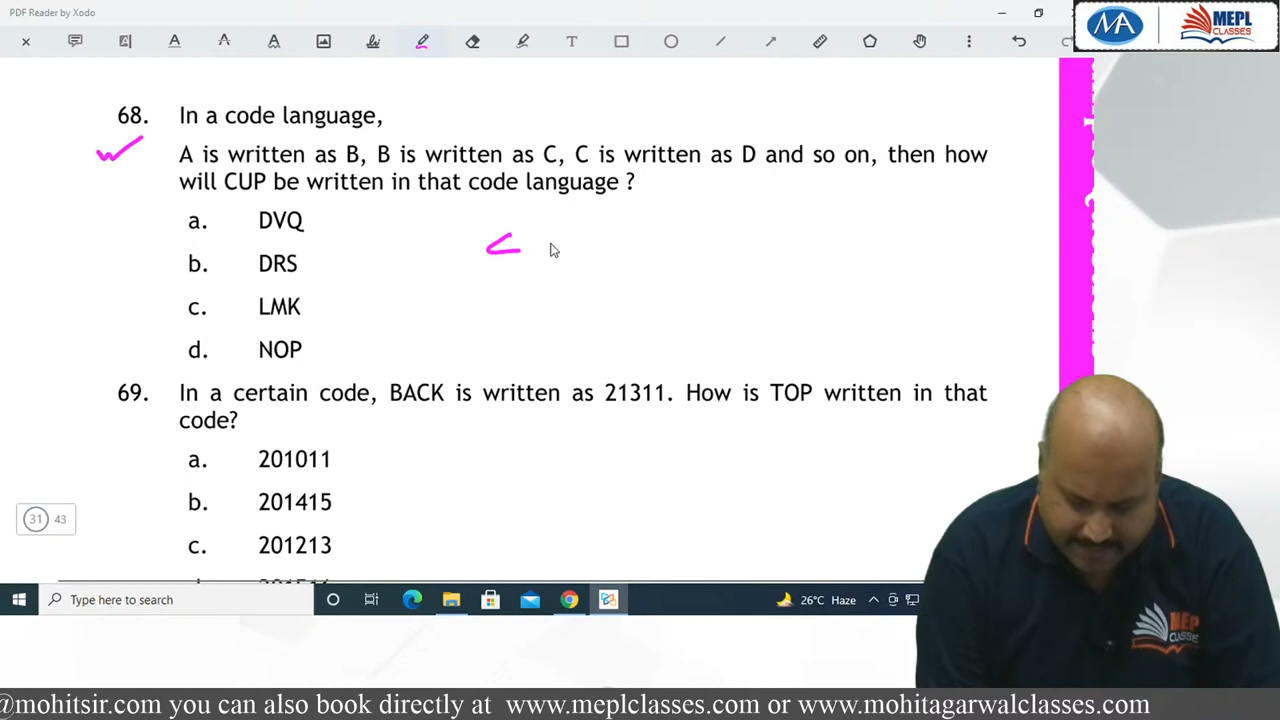 PDF Reader by Xodo
MA
MEPL
CLASSES
T
68. In a code language,
A is written as B, B is written as C, C is written as D and so on, then how
will CUP be written in that code language ?
a. DVQ
b. DRS
c. LMK
d. NOP
69. In a certain code, BACK is written as 21311. How is TOP written in that
code?
a. 201011
b. 201415
c. 201213
31 43
Type here to search
26°C Haze
MEPL
CLASSES
@mohitsir.com you can also book directly at www.meplclasses.com or www.mohitagarwalclasses.com